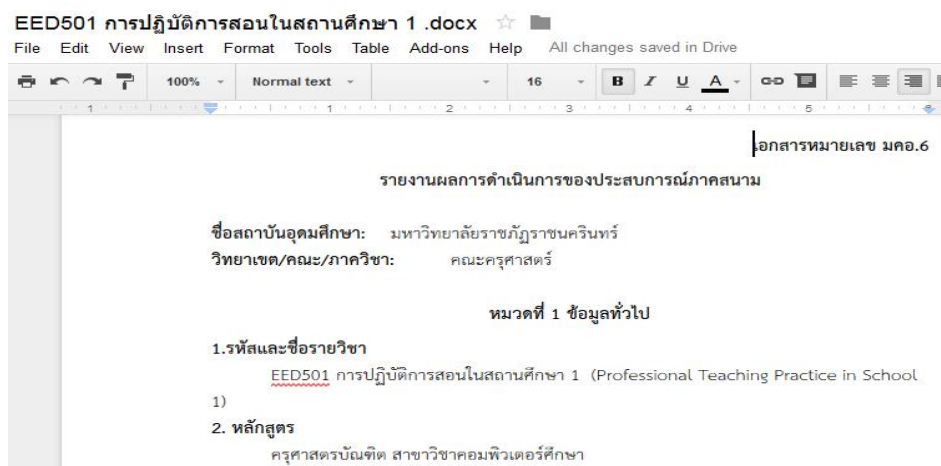 EED501 การปฏิบัติการสอนในสถานศึกษา 1 .docx
File Edit View Insert Format Tools Table Add-ons Help All changes saved in Drive
100% Normal text 16 B I U A
1 1 2 3 4 5 6
เอกสารหมายเลข มคอ.6
รายงานผลการดำเนินการของประสบการณ์ภาคสนาม
ชื่อสถาบันอุดมศึกษา: มหาวิทยาลัยราชภัฏราชนครินทร์
วิทยาเขต/คณะ/ภาควิชา: คณะครุศาสตร์
หมวดที่ 1 ข้อมูลทั่วไป
1.รหัสและชื่อรายวิชา
EED501 การปฏิบัติการสอนในสถานศึกษา 1 (Professional Teaching Practice in School
1)
2. หลักสูตร
ครุศาสตรบัณฑิต สาขาวิชาคอมพิวเตอร์ศึกษา